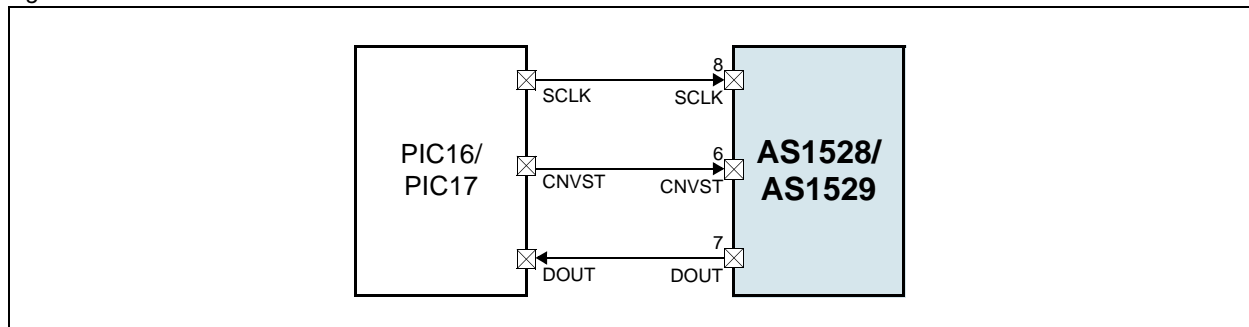 8
SCLK SCLK
PIC16/
PIC17
6
CNVST CNVST
AS1528/
AS1529
7
DOUT DOUT